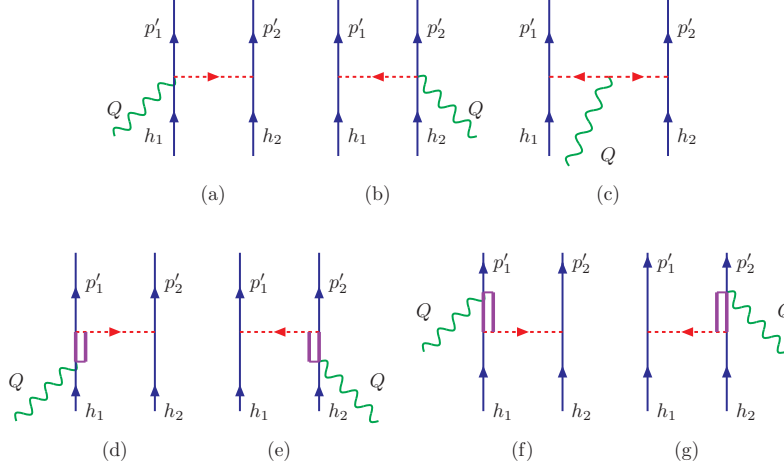 p′₁ p′₂ p′₁ p′₂ p′₁ p′₂
Q Q
h₁ h₂ h₁ h₂ h₁ Q h₂
(a) (b) (c)
p′₁ p′₂ p′₁ p′₂ p′₁ p′₂ p′₁ p′₂
Q Q Q Q
h₁ h₂ h₁ h₂ h₁ h₂ h₁ h₂
(d) (e) (f) (g)